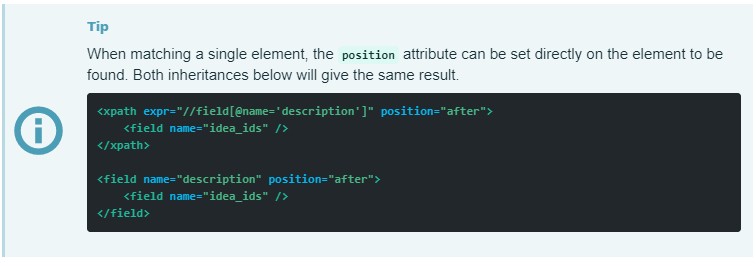 Tip
When matching a single element, the position attribute can be set directly on the element to be
found. Both inheritances below will give the same result.
<xpath expr="//field[@name='description']" position="after">
    <field name="idea_ids" />
</xpath>

<field name="description" position="after">
    <field name="idea_ids" />
</field>